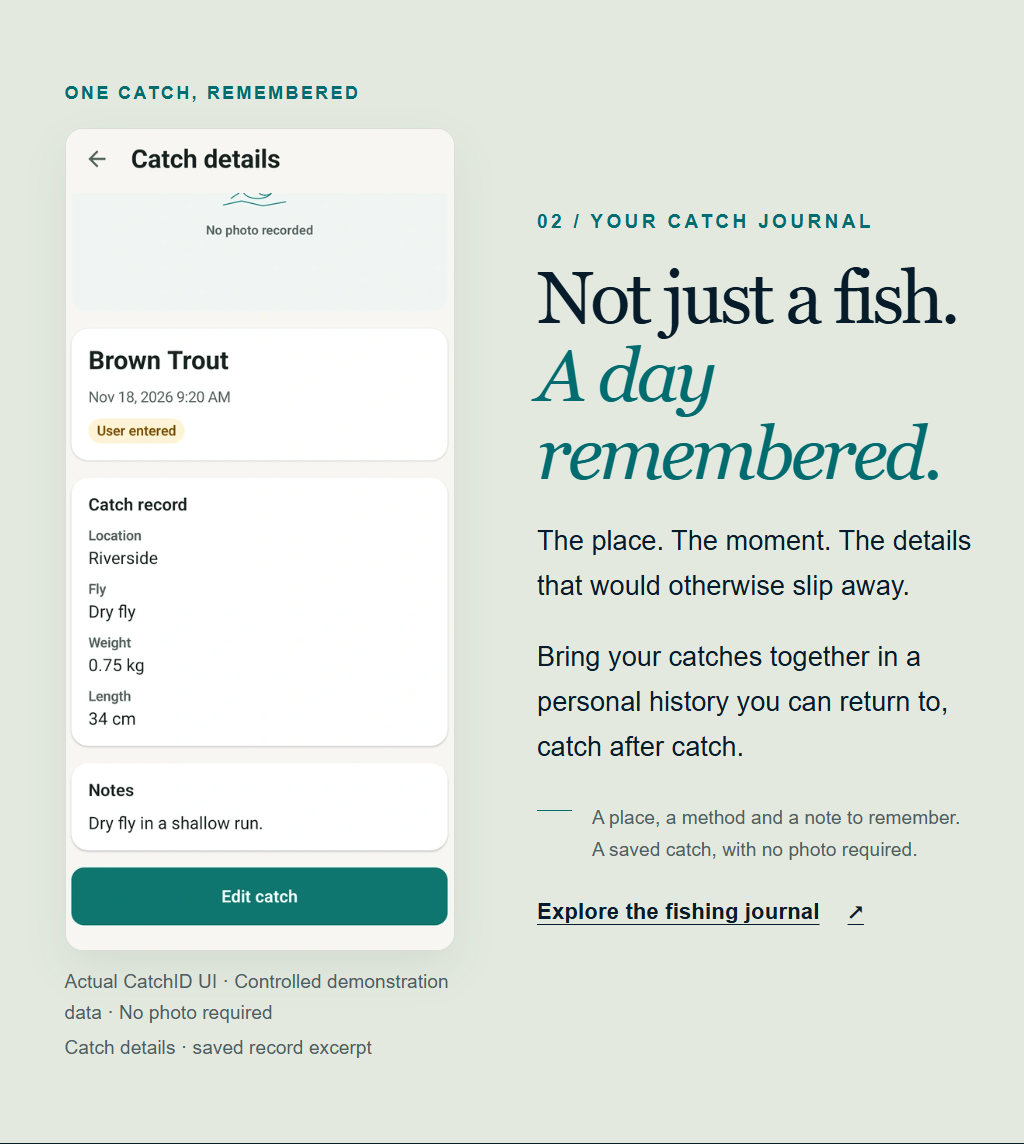 ONE CATCH, REMEMBERED
Catch details
No photo recorded
Brown Trout
Nov 18, 2026 9:20 AM
User entered
Catch record
Location
Riverside
Fly
Dry fly
Weight
0.75 kg
Length
34 cm
Notes
Dry fly in a shallow run.
Edit catch
Actual CatchID UI · Controlled demonstration
data · No photo required
Catch details · saved record excerpt
02 / YOUR CATCH JOURNAL
Not just a fish.
A day
remembered.
The place. The moment. The details
that would otherwise slip away.
Bring your catches together in a
personal history you can return to,
catch after catch.
A place, a method and a note to remember.
A saved catch, with no photo required.
Explore the fishing journal ↗